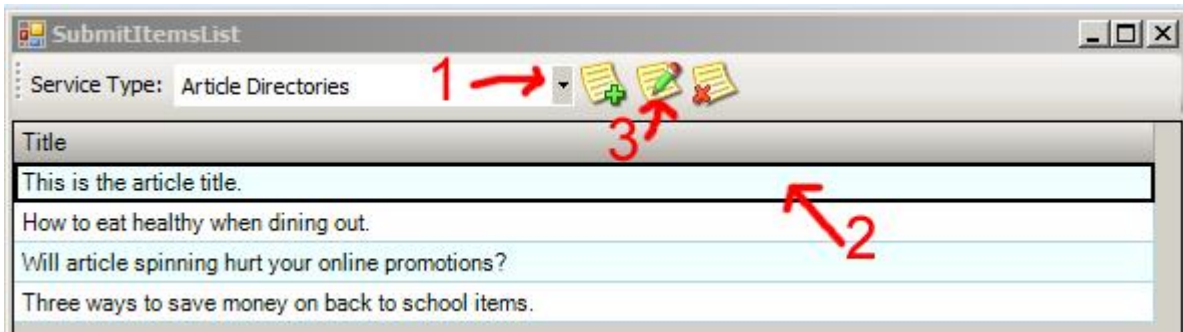 SubmitItemsList
Service Type: Article Directories 1
3
Title
This is the article title.
2
How to eat healthy when dining out.
Will article spinning hurt your online promotions?
Three ways to save money on back to school items.